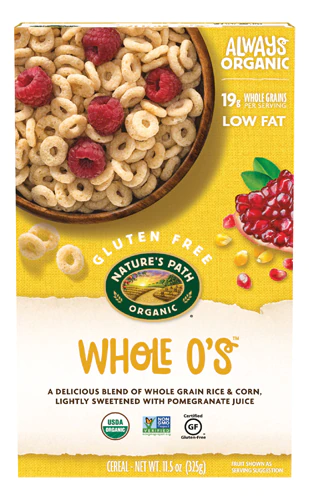 ALWAYS
ORGANIC
19g WHOLE GRAINS
PER SERVING
LOW FAT
GLUTEN FREE
NATURE'S PATH
ORGANIC
®
WHOLE O'S™
A DELICIOUS BLEND OF WHOLE GRAIN RICE & CORN,
LIGHTLY SWEETENED WITH POMEGRANATE JUICE
USDA
ORGANIC
NON
GMO
VERIFIED
Certified
GF
Gluten-Free
CEREAL • NET WT. 11.5 oz (325g)
FRUIT SHOWN AS
SERVING SUGGESTION